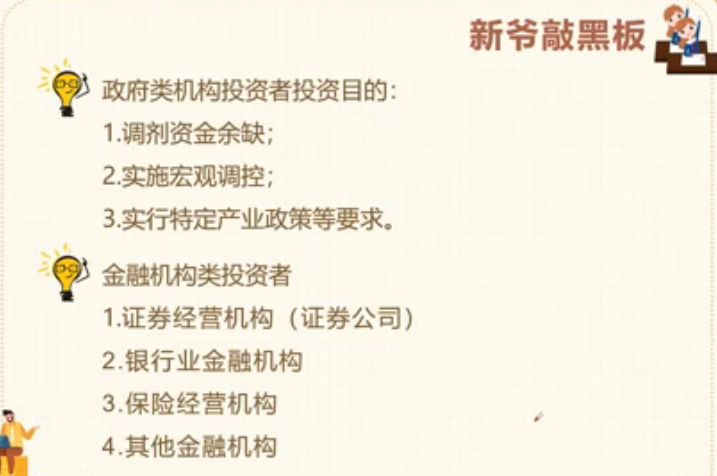 新爷敲黑板
政府类机构投资者投资目的：
1.调剂资金余缺；
2.实施宏观调控；
3.实行特定产业政策等要求。
金融机构类投资者
1.证券经营机构（证券公司）
2.银行业金融机构
3.保险经营机构
4.其他金融机构